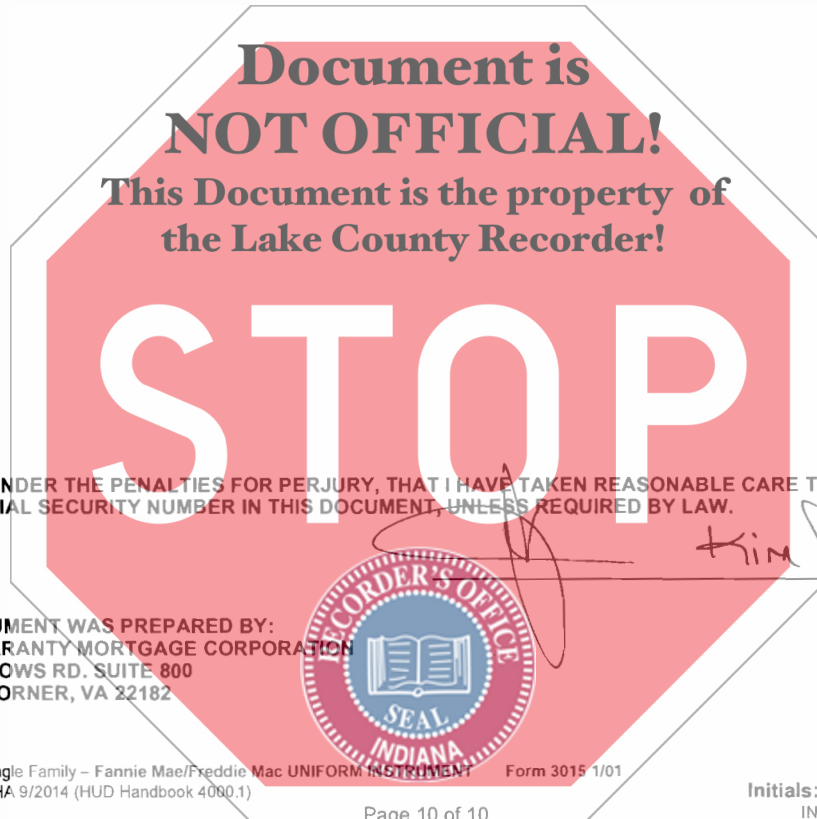 Document is
NOT OFFICIAL!
This Document is the property of
the Lake County Recorder!
STOP
NDER THE PENALTIES FOR PERJURY, THAT I HAVE TAKEN REASONABLE CARE T
IAL SECURITY NUMBER IN THIS DOCUMENT, UNLESS REQUIRED BY LAW.
Kim
RECORDER'S OFFICE
SEAL
INDIANA
UMENT WAS PREPARED BY:
RANTY MORTGAGE CORPORATION
OWS RD. SUITE 800
ORNER, VA 22182
gle Family – Fannie Mae/Freddie Mac UNIFORM INSTRUMENT Form 3015 1/01
HA 9/2014 (HUD Handbook 4000.1)
Initials:
IN
Page 10 of 10